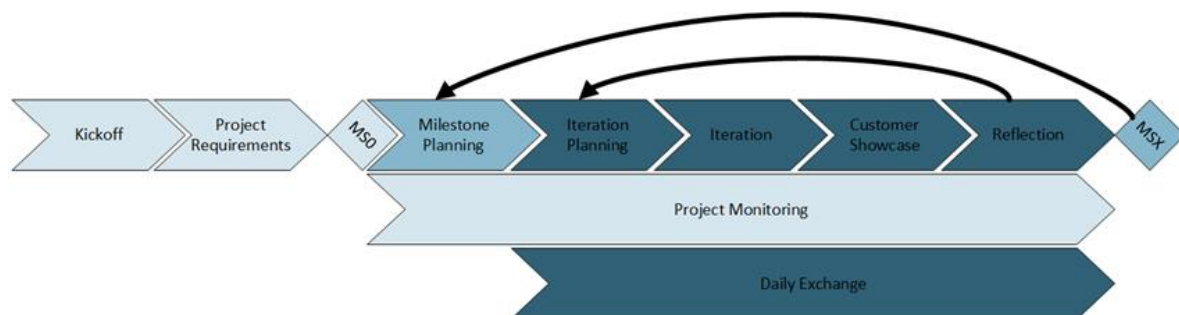 Kickoff
Project
Requirements
MS0
Milestone
Planning
Iteration
Planning
Iteration
Customer
Showcase
Reflection
MSX
Project Monitoring
Daily Exchange